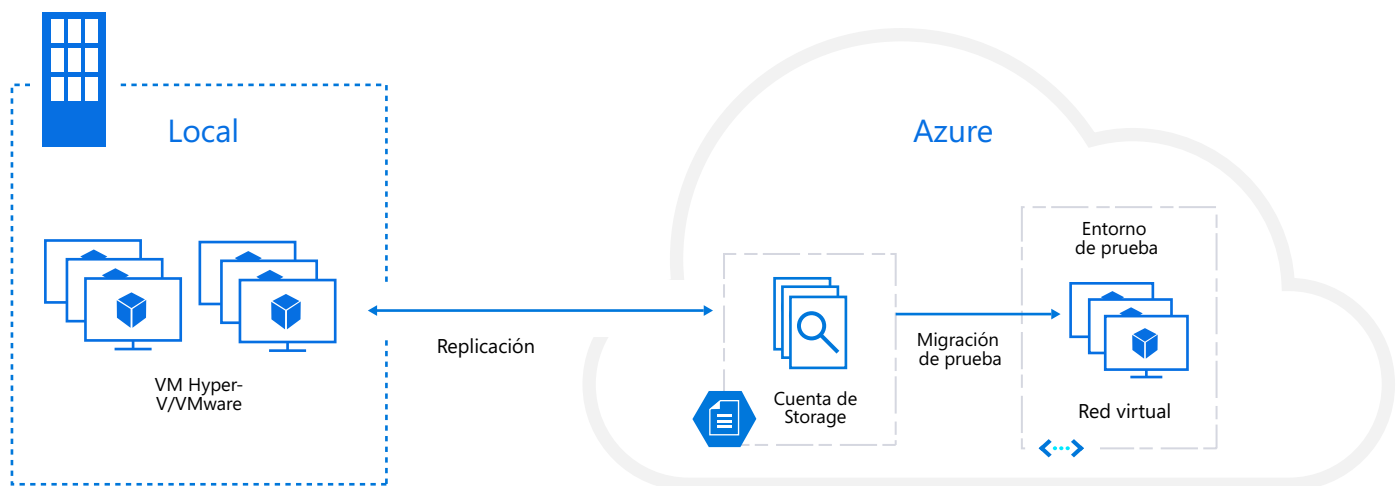 Local
Azure
Entorno
de prueba
VM Hyper-
V/VMware
Replicación
Cuenta de
Storage
Migración
de prueba
Red virtual